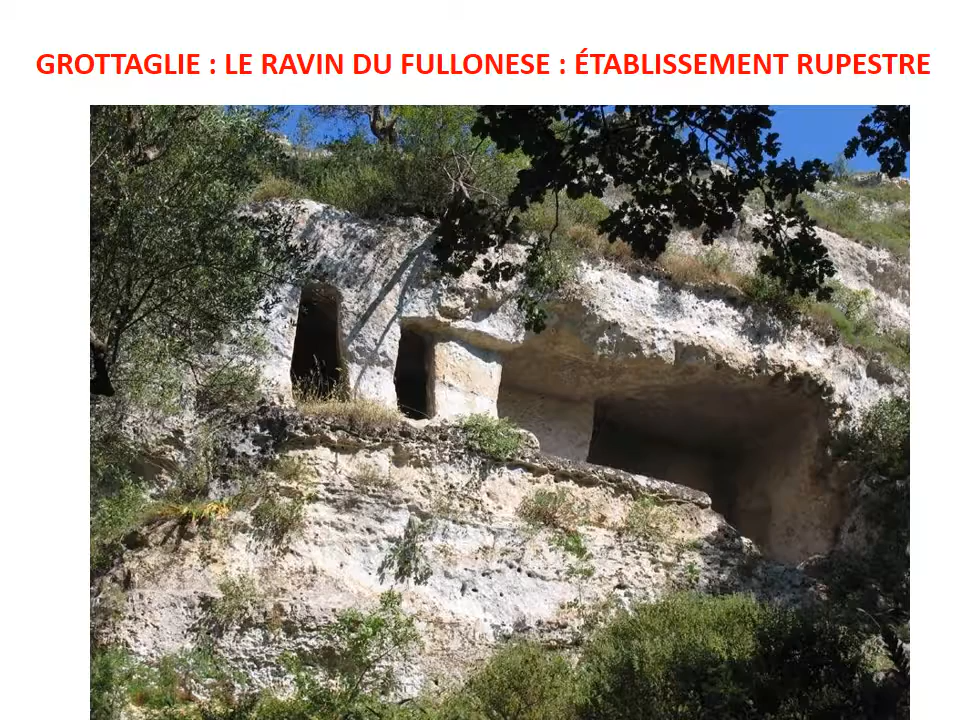 GROTTAGLIE : LE RAVIN DU FULLONESE : ÉTABLISSEMENT RUPESTRE